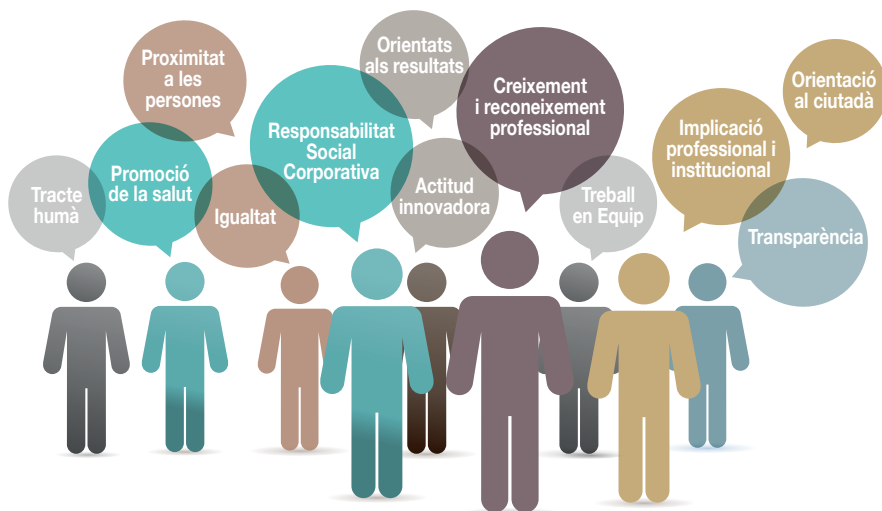 Proximitat
a les
persones
Orientats
als resultats
Creixement
i reconeixement
professional
Orientació
al ciutadà
Responsabilitat
Social
Corporativa
Implicació
professional i
institucional
Tracte
humà
Promoció
de la salut
Igualtat
Actitud
innovadora
Treball
en Equip
Transparència